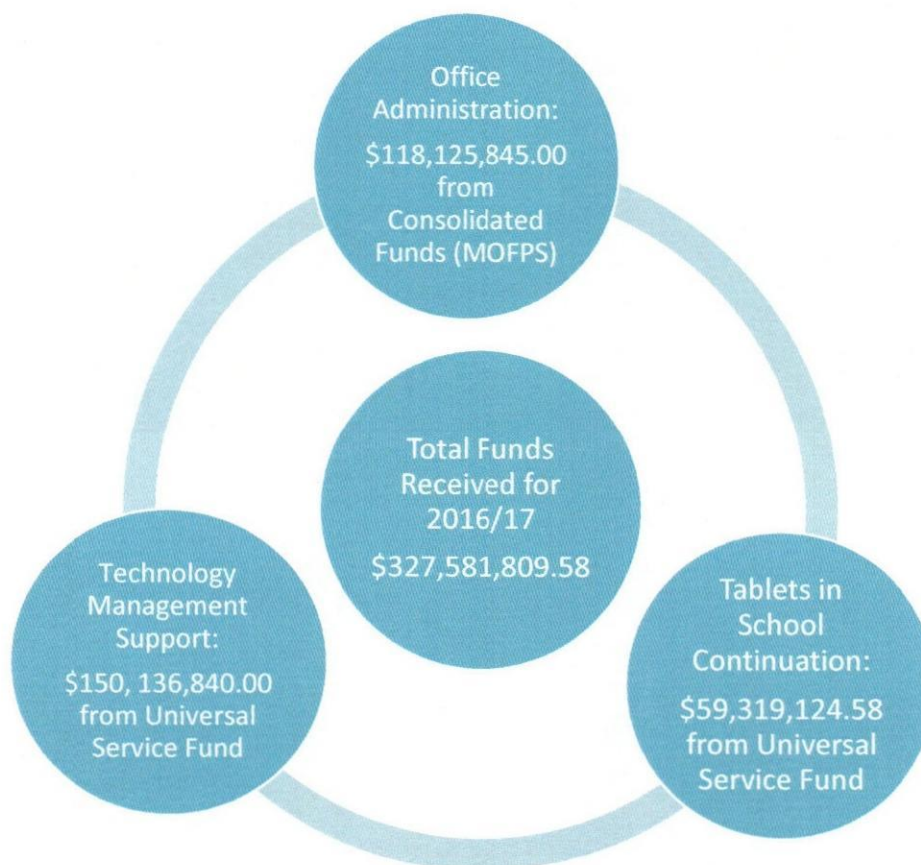 Office
Administration:
$118,125,845.00
from
Consolidated
Funds (MOFPS)
Total Funds
Received for
2016/17
$327,581,809.58
Technology
Management
Support:
$150, 136,840.00
from Universal
Service Fund
Tablets in
School
Continuation:
$59,319,124.58
from Universal
Service Fund